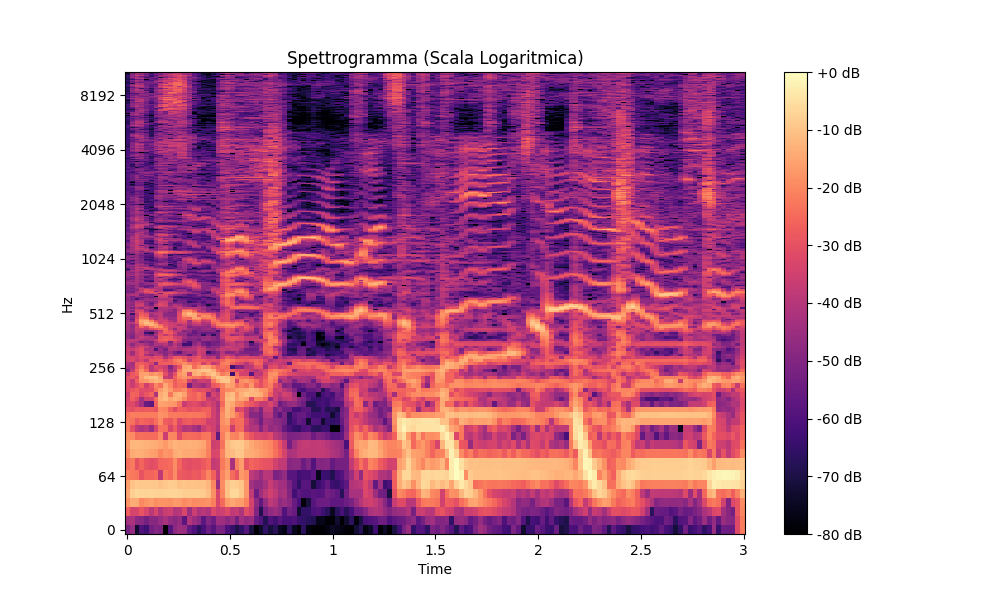 Spettrogramma (Scala Logaritmica)
Hz
8192
4096
2048
1024
512
256
128
64
0
0 0.5 1 1.5 2 2.5 3
Time
+0 dB
-10 dB
-20 dB
-30 dB
-40 dB
-50 dB
-60 dB
-70 dB
-80 dB